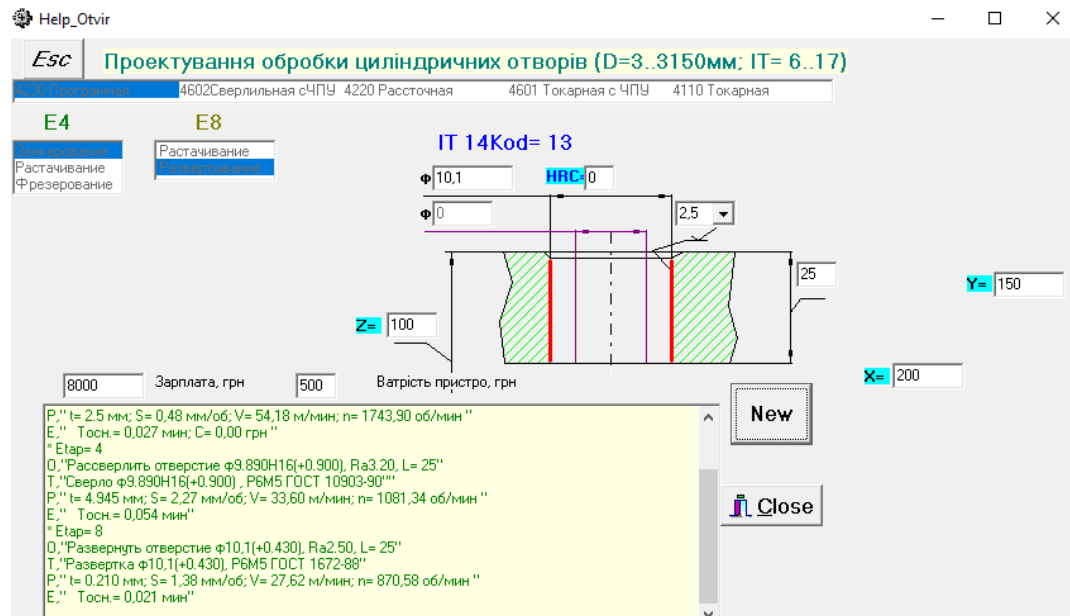 Help_Otvir
Esc
Проектування обробки циліндричних отворів (D=3..3150мм; IT= 6..17)
4230 Программная 4602Сверлильная сЧПУ 4220 Рассточная 4601 Токарная с ЧПУ 4110 Токарная
E4 E8
Зенкерование
Растачивание
Фрезерование
Растачивание
Развертывание
IT 14Kod= 13
Ф 10,1 HRC= 0
Ф 0
2,5
25
Y= 150
Z= 100
X= 200
8000 Зарплата, грн 500 Ватрість пристро, грн
P," t= 2.5 мм; S= 0,48 мм/об; V= 54,18 м/мин; n= 1743,90 об/мин "
E," Тосн.= 0,027 мин; C= 0,00 грн "
* Etap= 4
O,"Рассверлить отверстие ф9.890H16(+0.900), Ra3.20, L= 25"
T,"Сверло ф9.890H16(+0.900) , Р6М5 ГОСТ 10903-90""
P," t= 4.945 мм; S= 2,27 мм/об; V= 33,60 м/мин; n= 1081,34 об/мин "
E," Тосн.= 0,054 мин"
* Etap= 8
O,"Развернуть отверстие ф10,1(+0.430), Ra2.50, L= 25"
T,"Развертка ф10,1(+0.430), Р6М5 ГОСТ 1672-88"
P," t= 0.210 мм; S= 1,38 мм/об; V= 27,62 м/мин; n= 870,58 об/мин "
E," Тосн.= 0,021 мин"
New
Close